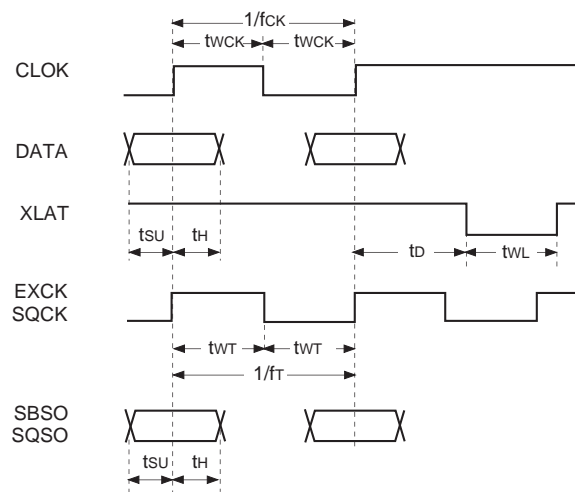 1/fCK
tWCK tWCK
CLOK
DATA
XLAT
tSU tH tD tWL
EXCK
SQCK
tWT tWT
1/fT
SBSO
SQSO
tSU tH